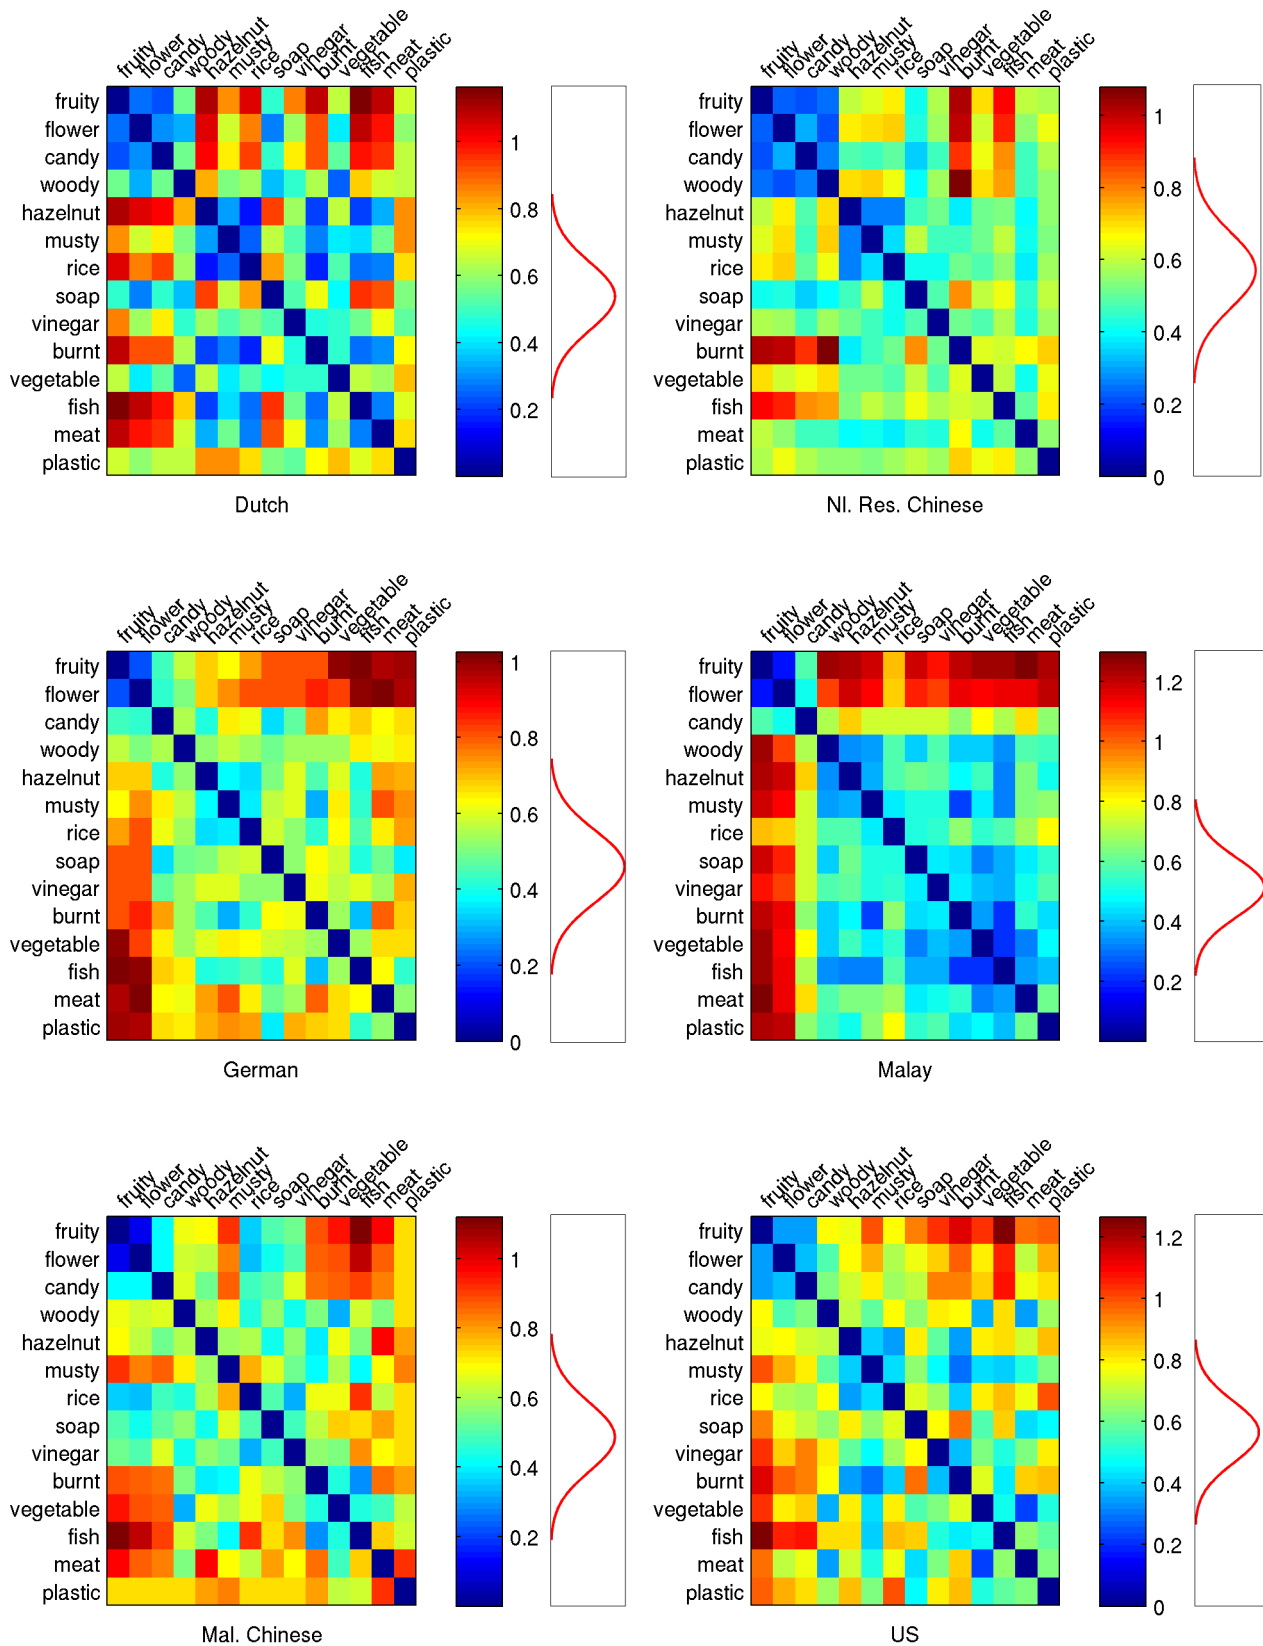 fruity flower candy woody hazelnut musty rice soap vinegar burnt vegetable fish meat plastic
fruity
flower
candy
woody
hazelnut
musty
rice
soap
vinegar
burnt
vegetable
fish
meat
plastic
1
0.8
0.6
0.4
0.2
Dutch
fruity flower candy woody hazelnut musty rice soap vinegar burnt vegetable fish meat plastic
fruity
flower
candy
woody
hazelnut
musty
rice
soap
vinegar
burnt
vegetable
fish
meat
plastic
1
0.8
0.6
0.4
0.2
0
Nl. Res. Chinese
fruity flower candy woody hazelnut musty rice soap vinegar burnt vegetable fish meat plastic
fruity
flower
candy
woody
hazelnut
musty
rice
soap
vinegar
burnt
vegetable
fish
meat
plastic
1
0.8
0.6
0.4
0.2
0
German
fruity flower candy woody hazelnut musty rice soap vinegar burnt vegetable fish meat plastic
fruity
flower
candy
woody
hazelnut
musty
rice
soap
vinegar
burnt
vegetable
fish
meat
plastic
1.2
1
0.8
0.6
0.4
0.2
Malay
fruity flower candy woody hazelnut musty rice soap vinegar burnt vegetable fish meat plastic
fruity
flower
candy
woody
hazelnut
musty
rice
soap
vinegar
burnt
vegetable
fish
meat
plastic
1
0.8
0.6
0.4
0.2
Mal. Chinese
fruity flower candy woody hazelnut musty rice soap vinegar burnt vegetable fish meat plastic
fruity
flower
candy
woody
hazelnut
musty
rice
soap
vinegar
burnt
vegetable
fish
meat
plastic
1.2
1
0.8
0.6
0.4
0.2
0
US